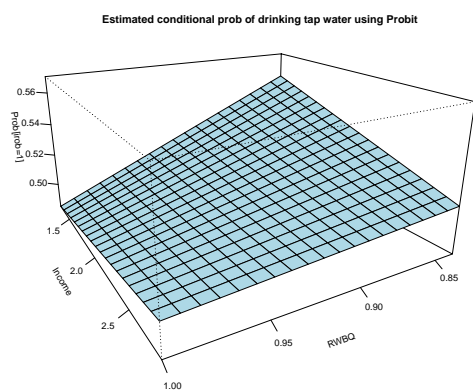 Estimated conditional prob of drinking tap water using Probit
0.56
0.54
0.52
0.50
Prob[prob=1]
1.5
2.0
2.5
Income
1.00
0.95
0.90
0.85
RWBQ